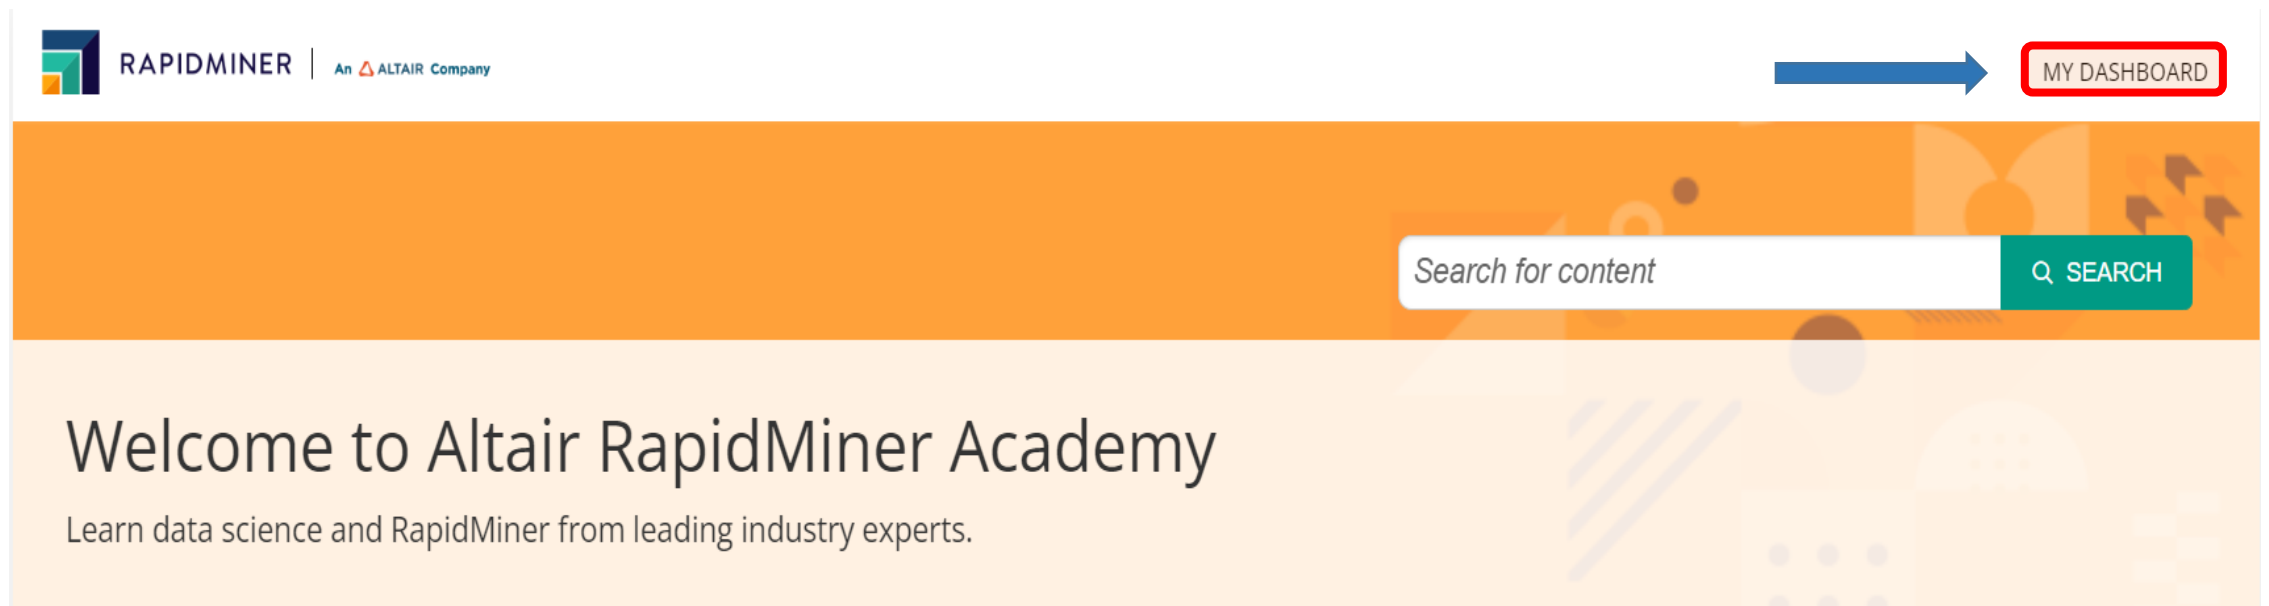 RAPIDMINER An ALTAIR Company
MY DASHBOARD
Search for content
SEARCH
Welcome to Altair RapidMiner Academy
Learn data science and RapidMiner from leading industry experts.